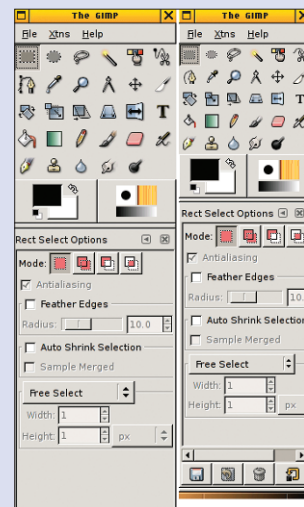 The GIMP
File Xtns Help
T
Rect Select Options
Mode:
Antialiasing
Feather Edges
Radius: 10.0
Auto Shrink Selection
Sample Merged
Free Select
Width: 1
Height: 1 px
The GIMP
File Xtns Help
T
Rect Select Options
Mode:
Antialiasing
Feather Edges
Radius: 10.
Auto Shrink Selection
Sample Merged
Free Select
Width: 1
Height: 1 px